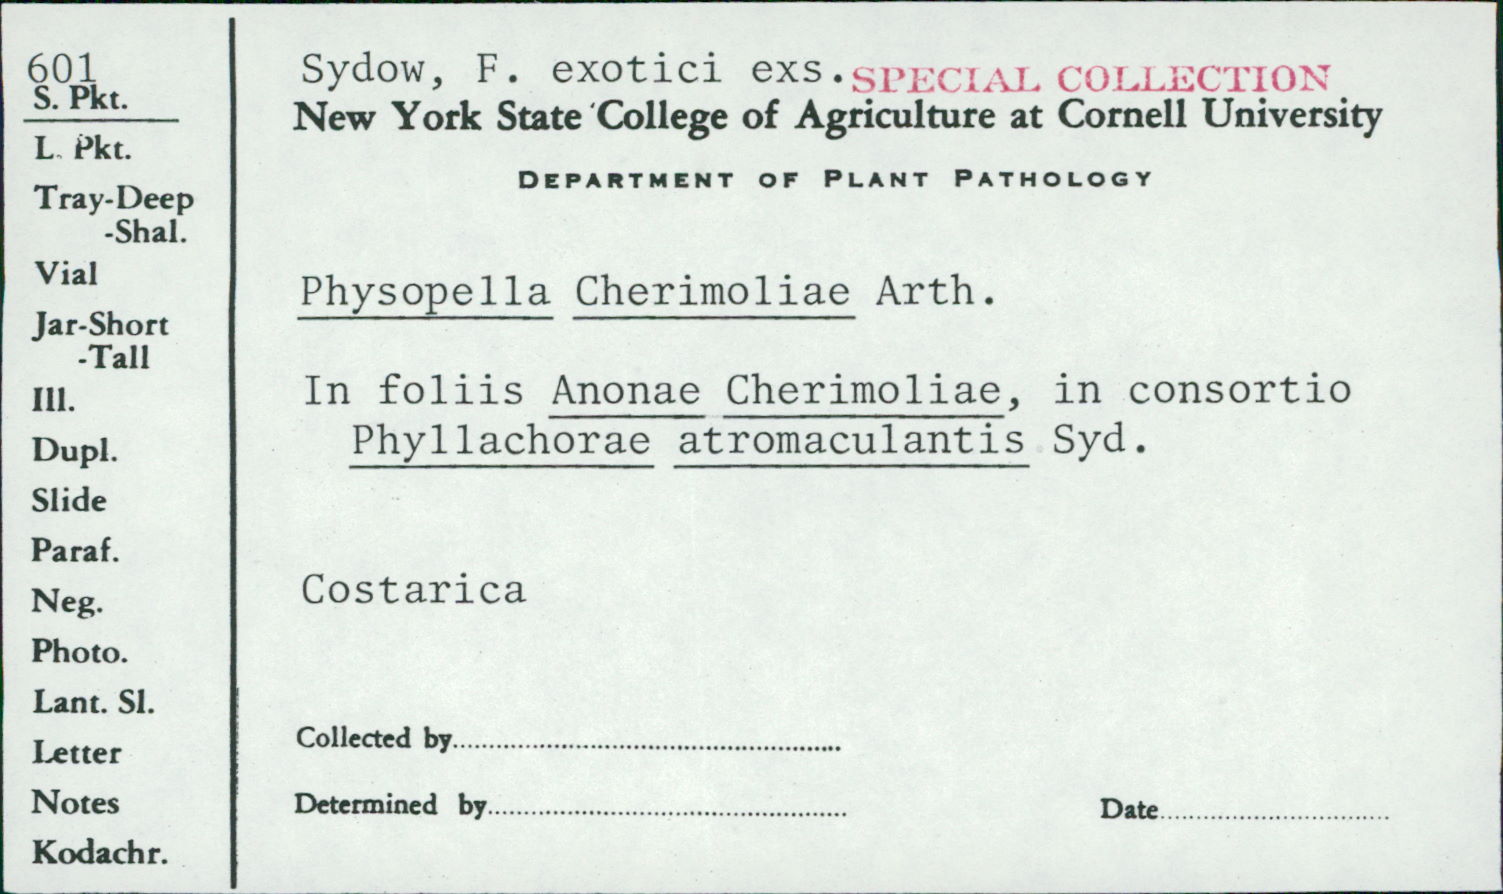 601
S. Pkt.
L. Pkt.
Tray-Deep
-Shal.
Vial
Jar-Short
-Tall
Ill.
Dupl.
Slide
Paraf.
Neg.
Photo.
Lant. Sl.
Letter
Notes
Kodachr.
Sydow, F. exotici exs. SPECIAL COLLECTION
New York State College of Agriculture at Cornell University
DEPARTMENT OF PLANT PATHOLOGY
Physopella Cherimoliae Arth.
In foliis Anonae Cherimoliae, in consortio
Phyllachorae atromaculantis Syd.
Costarica
Collected by
Determined by
Date